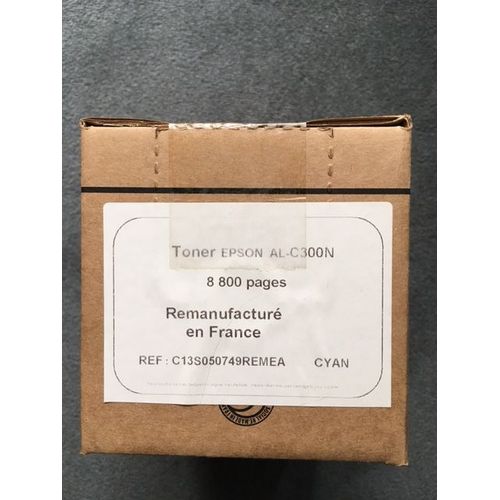 Toner EPSON AL-C300N
8 800 pages
Remanufacturé
en France
REF : C13S050749REMEA CYAN